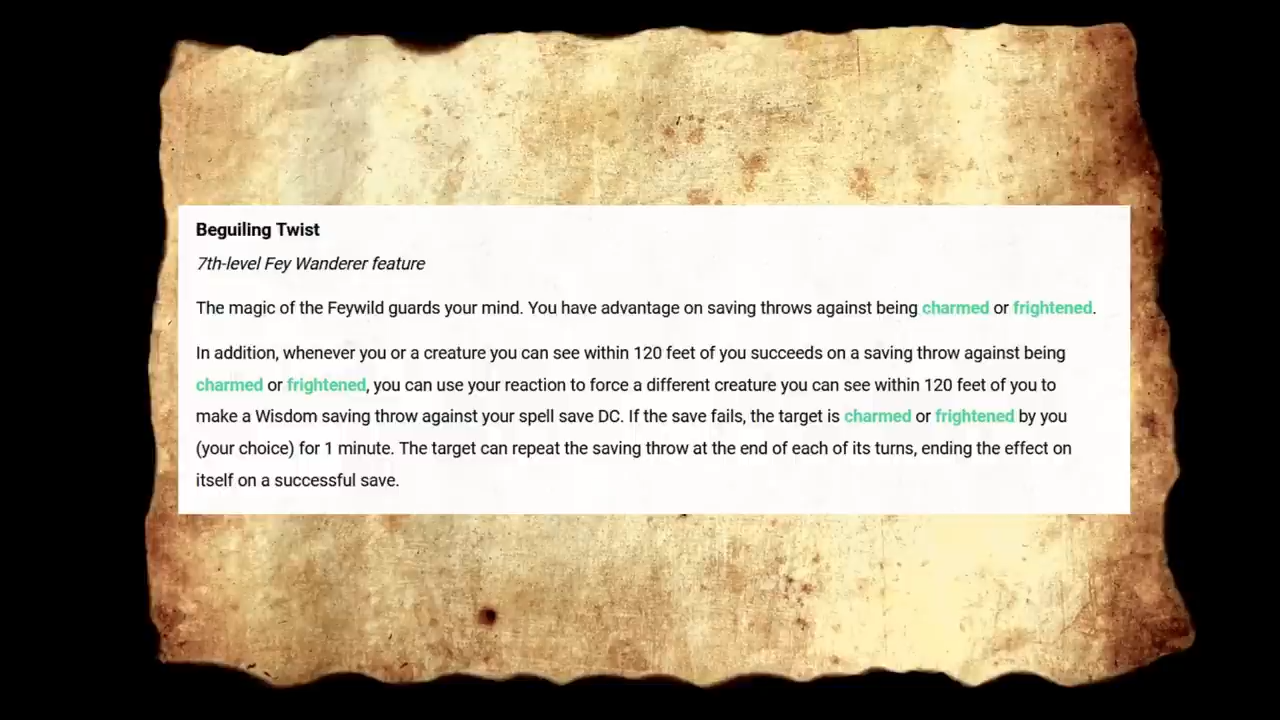 Beguiling Twist
7th-level Fey Wanderer feature
The magic of the Feywild guards your mind. You have advantage on saving throws against being charmed or frightened.
In addition, whenever you or a creature you can see within 120 feet of you succeeds on a saving throw against being
charmed or frightened, you can use your reaction to force a different creature you can see within 120 feet of you to
make a Wisdom saving throw against your spell save DC. If the save fails, the target is charmed or frightened by you
(your choice) for 1 minute. The target can repeat the saving throw at the end of each of its turns, ending the effect on
itself on a successful save.